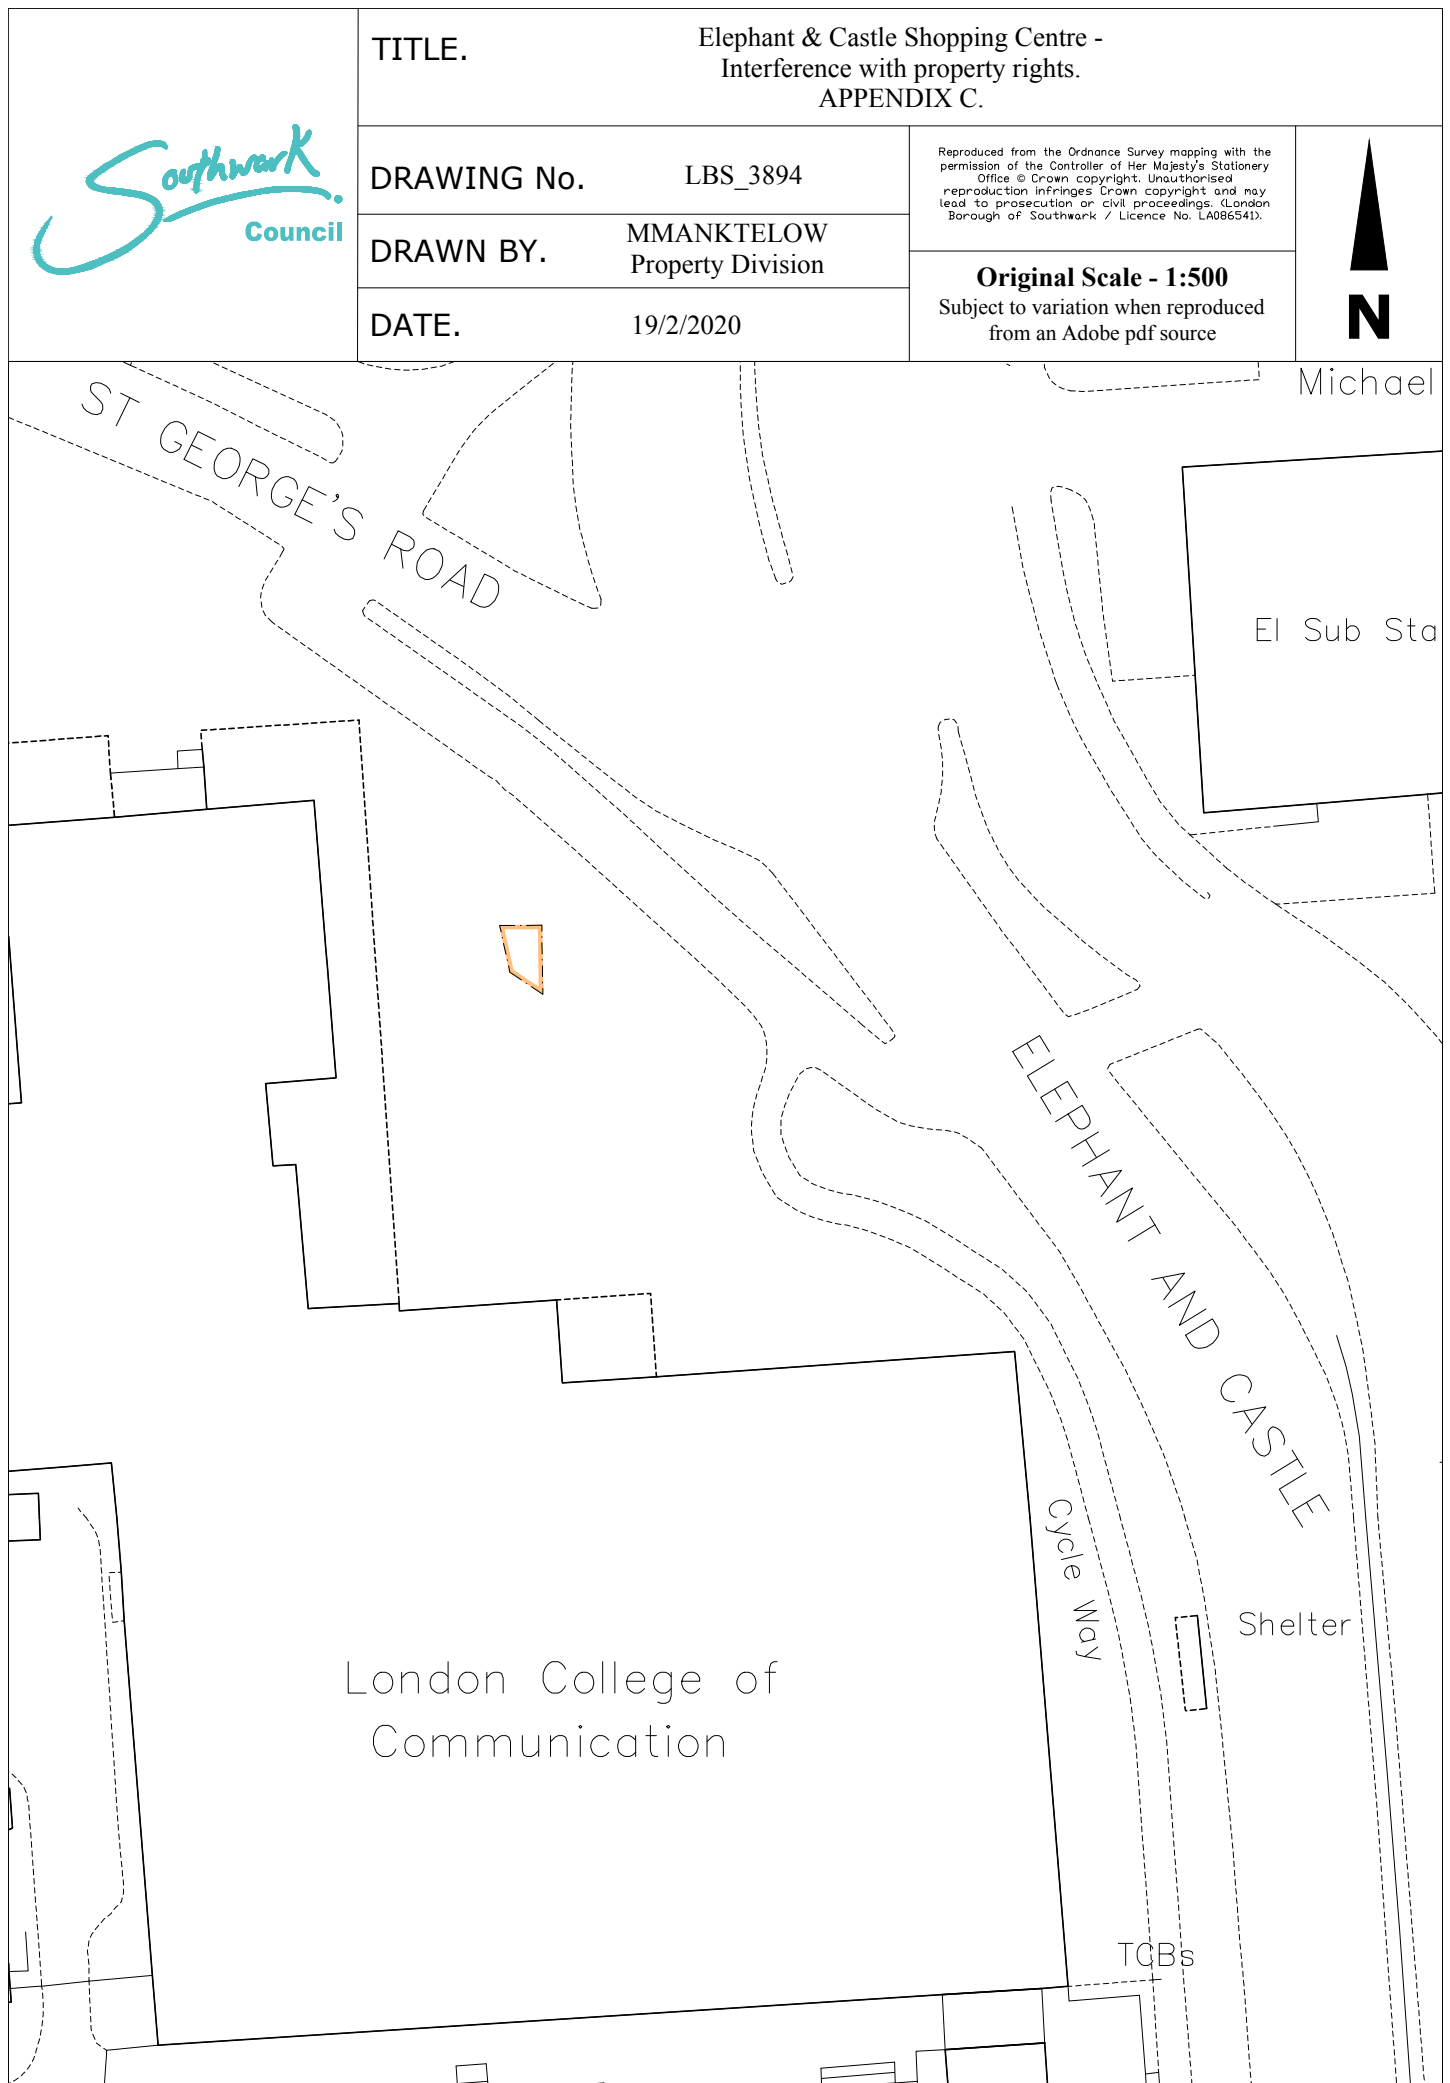 Southwark
Council
TITLE.
Elephant & Castle Shopping Centre -
Interference with property rights.
APPENDIX C.
DRAWING No.
LBS_3894
DRAWN BY.
MMANKTELOW
Property Division
DATE.
19/2/2020
Reproduced from the Ordnance Survey mapping with the
permission of the Controller of Her Majesty's Stationery
Office © Crown copyright. Unauthorised
reproduction infringes Crown copyright and may
lead to prosecution or civil proceedings. (London
Borough of Southwark / Licence No. LA086541).
Original Scale - 1:500
Subject to variation when reproduced
from an Adobe pdf source
N
Michael
ST GEORGE'S ROAD
El Sub Sta
ELEPHANT AND CASTLE
Cycle Way
Shelter
London College of
Communication
TCBs